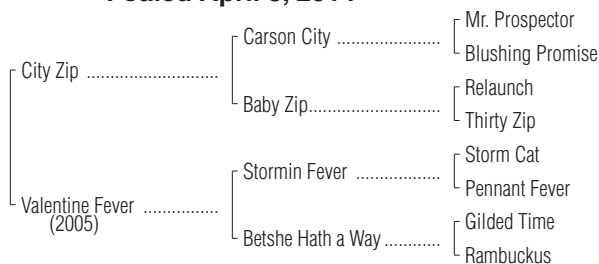 Foaled April
Mr. Prospector
Carson City ......................
Blushing Promise
City Zip ............................
Relaunch
Baby Zip............................
Thirty Zip
Storm Cat
Stormin Fever ..................
Pennant Fever
Valentine Fever ................
(2005)
Gilded Time
Betshe Hath a Way ............
Rambuckus